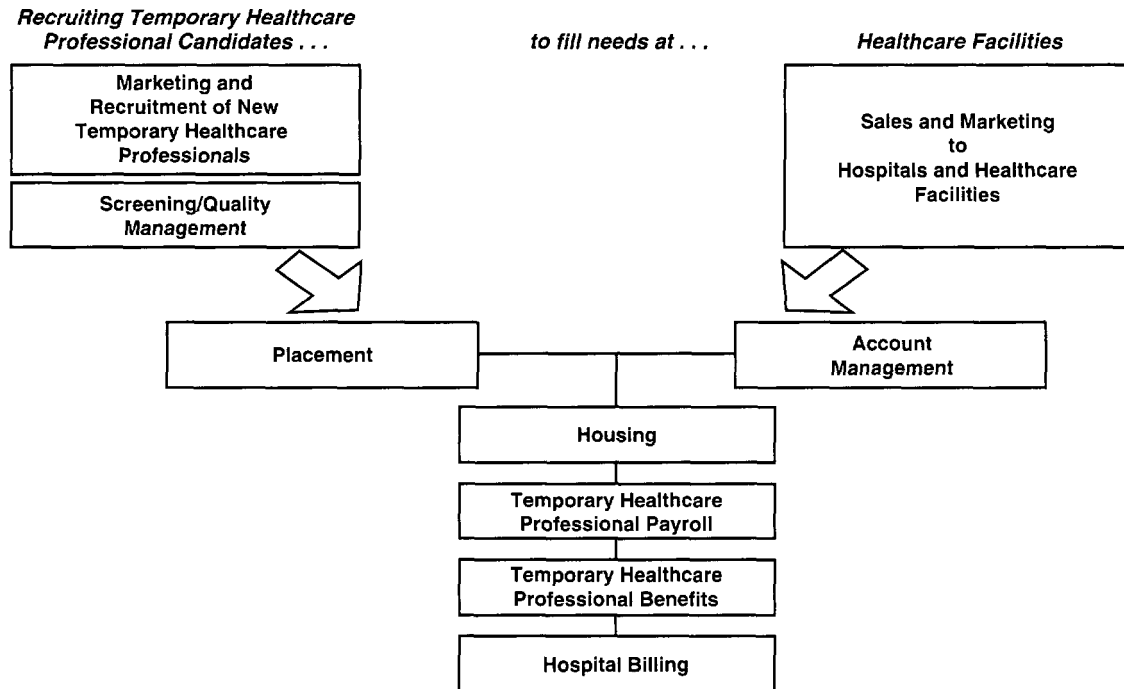 Recruiting Temporary Healthcare
Professional Candidates . . .
to fill needs at . . .
Healthcare Facilities
Marketing and
Recruitment of New
Temporary Healthcare
Professionals
Screening/Quality
Management
Sales and Marketing
to
Hospitals and Healthcare
Facilities
Placement
Account
Management
Housing
Temporary Healthcare
Professional Payroll
Temporary Healthcare
Professional Benefits
Hospital Billing